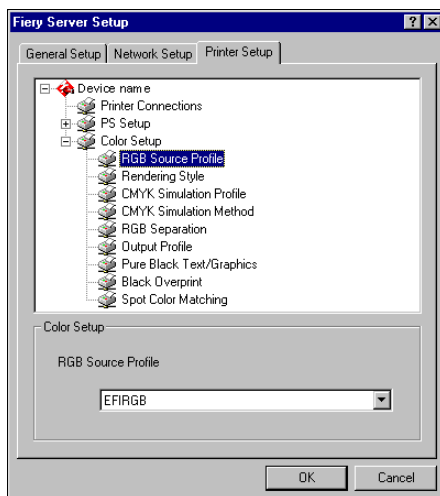 Fiery Server Setup
General Setup Network Setup Printer Setup
Device name
Printer Connections
PS Setup
Color Setup
RGB Source Profile
Rendering Style
CMYK Simulation Profile
CMYK Simulation Method
RGB Separation
Output Profile
Pure Black Text/Graphics
Black Overprint
Spot Color Matching
Color Setup
RGB Source Profile
EFIRGB
OK Cancel